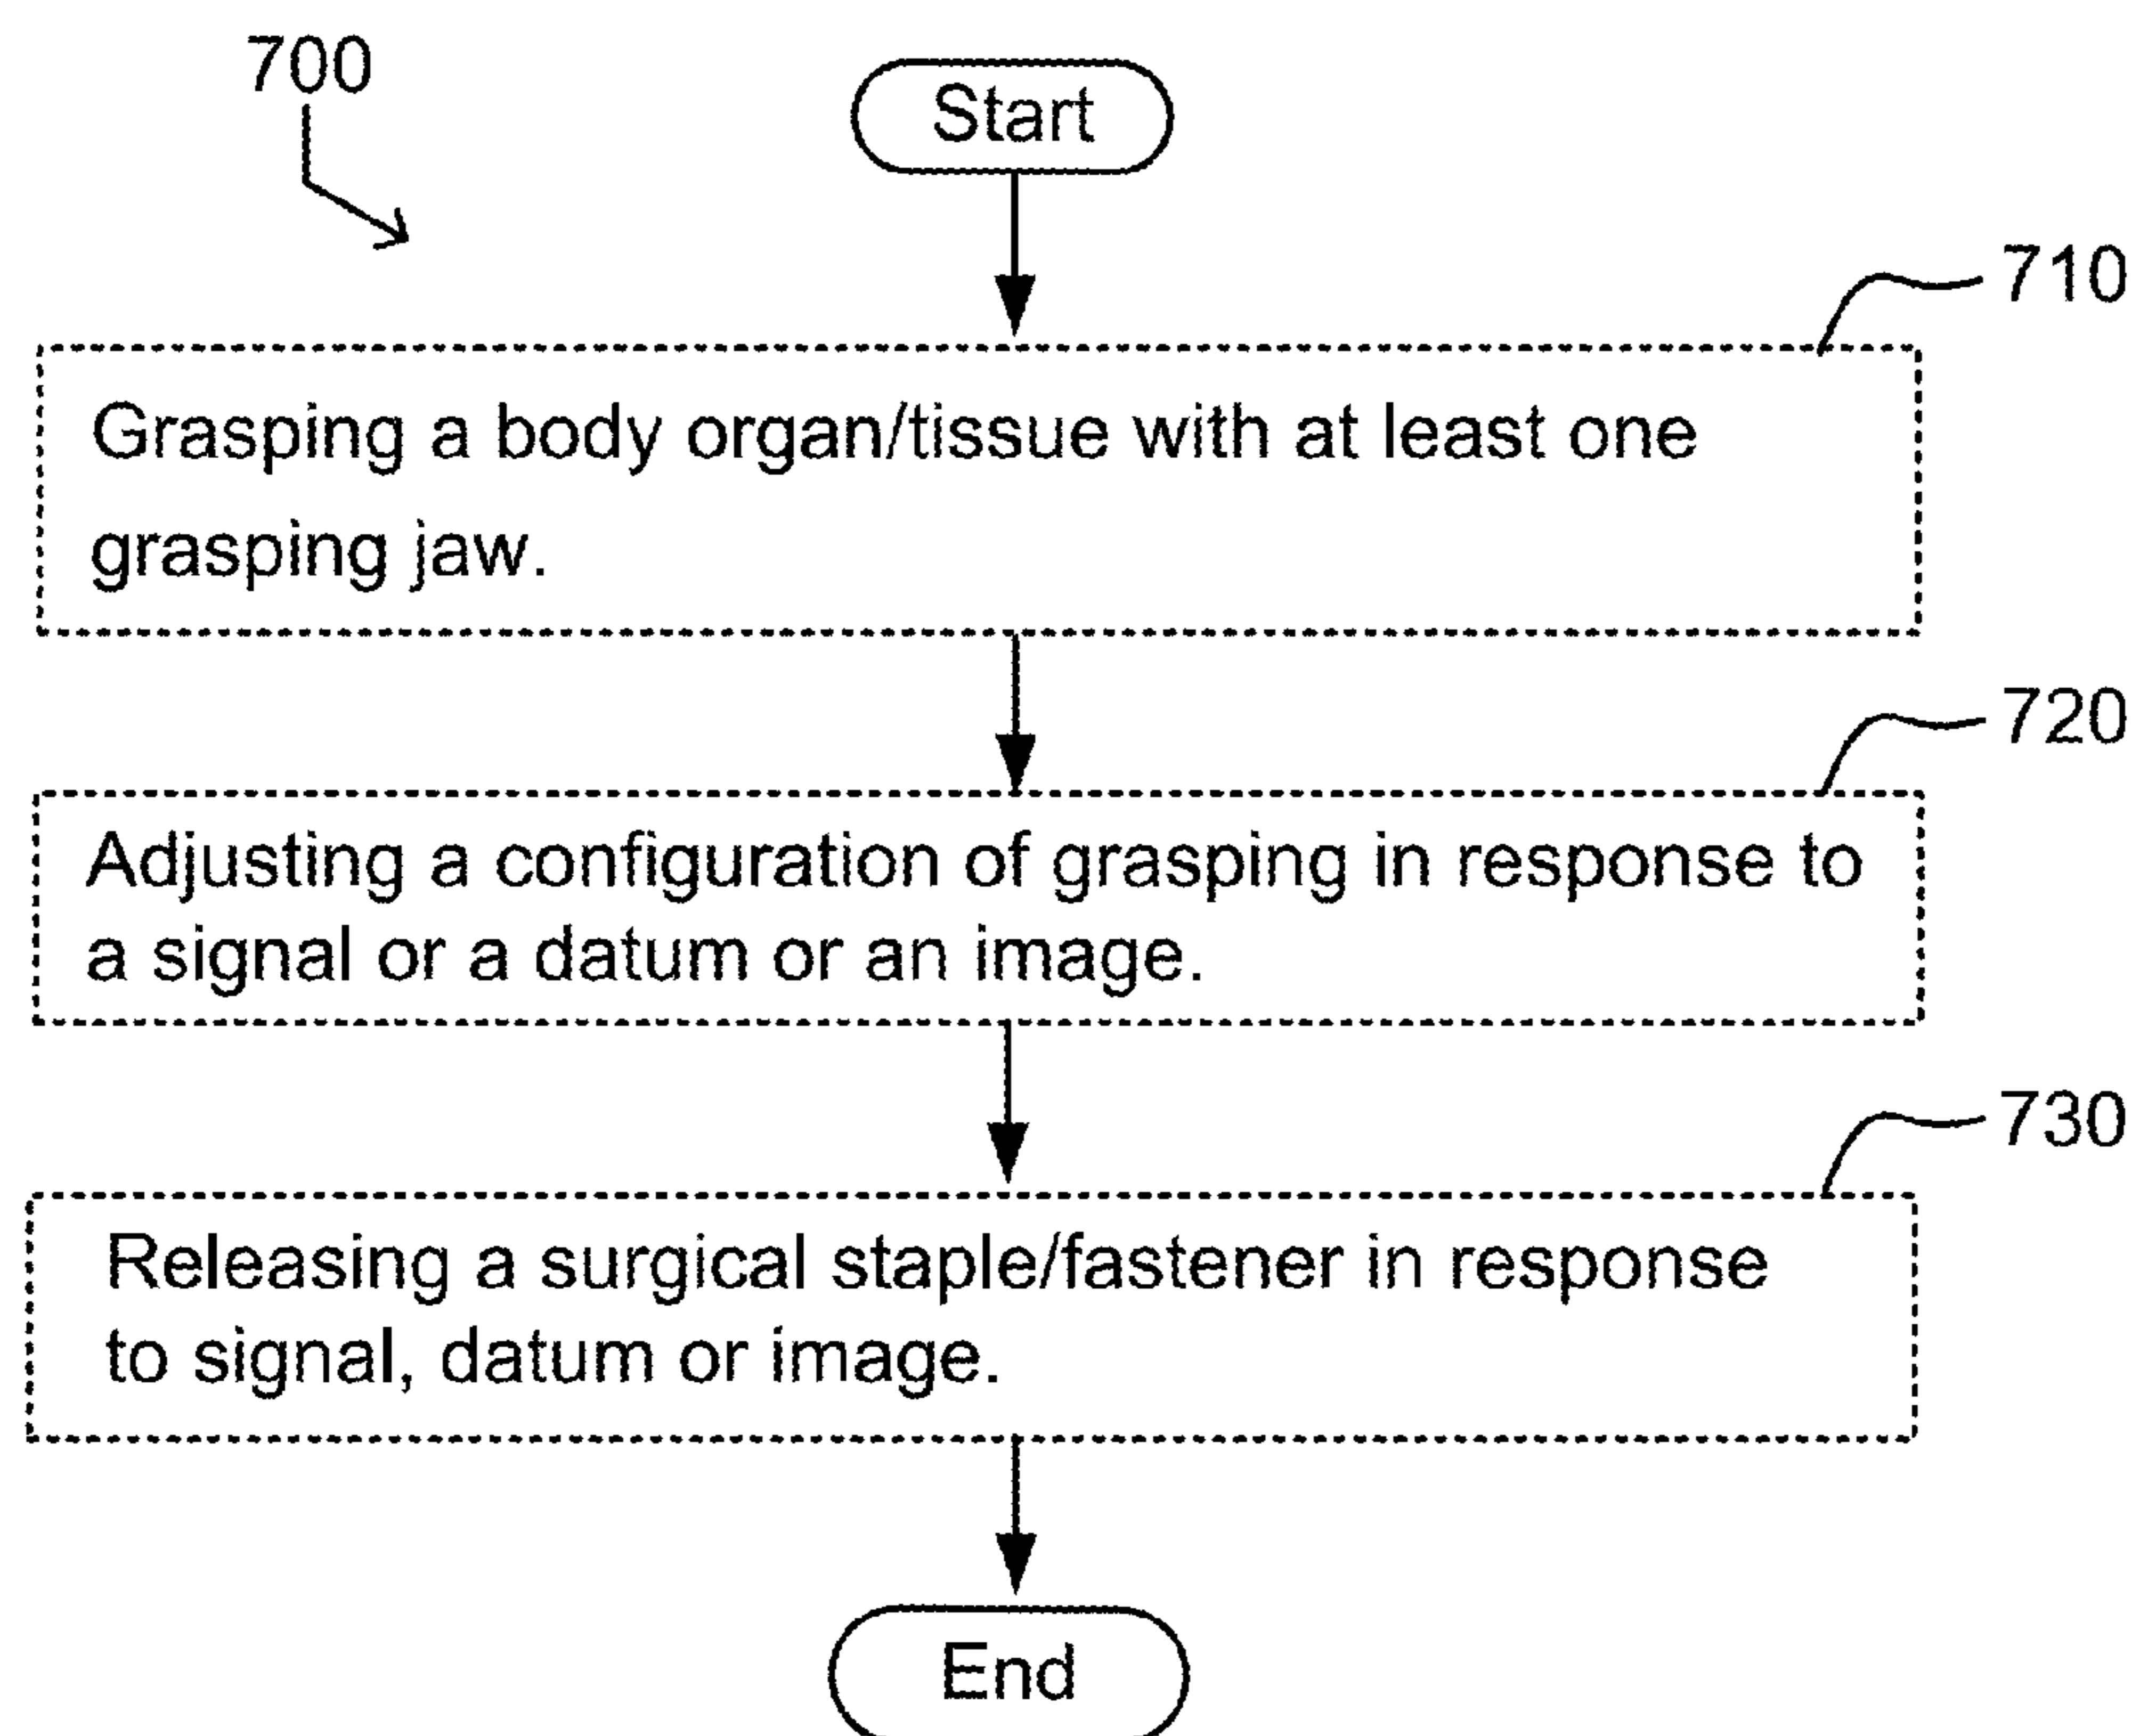 700
Start
710
Grasping a body organ/tissue with at least one
grasping jaw.
720
Adjusting a configuration of grasping in response to
a signal or a datum or an image.
730
Releasing a surgical staple/fastener in response
to signal, datum or image.
End